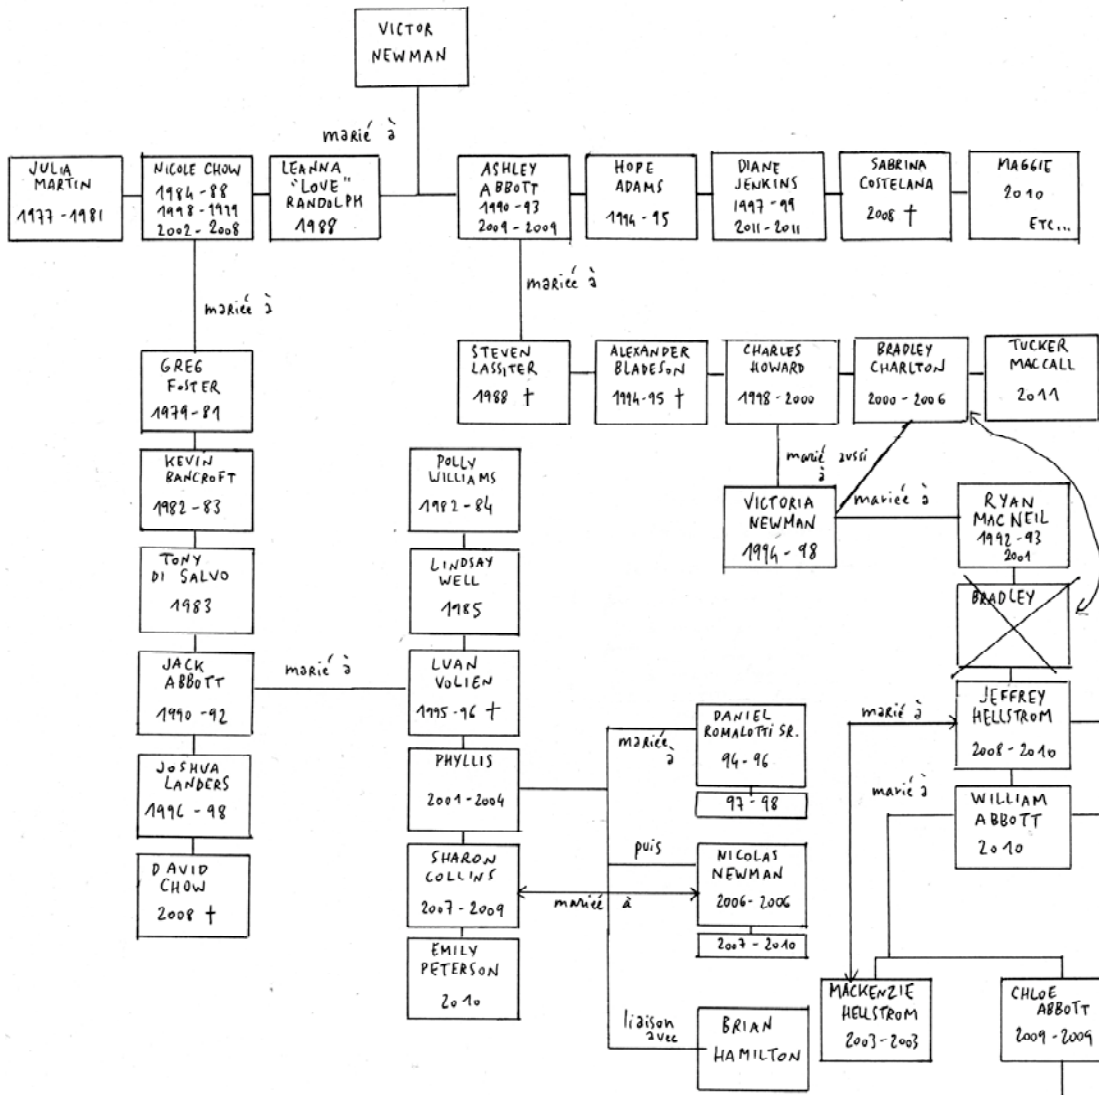 VICTOR
NEWMAN
marié à
JULIA
MARTIN
1977 - 1981
NICOLE CHOW
1984 - 88
1998 - 1999
2002 - 2008
LEANNA
"LOVE"
RANDOLPH
1988
ASHLEY
ABBOTT
1990 - 93
2009 - 2009
HOPE
ADAMS
1994 - 95
DIANE
JENKINS
1997 - 99
2011 - 2011
SABRINA
COSTELANA
2008 †
MAGGIE
2010
ETC...
mariée à
mariée à
GREG
FOSTER
1979 - 81
STEVEN
LASSITER
1988 †
ALEXANDER
BLADESON
1994-95 †
CHARLES
HOWARD
1998 - 2000
BRADLEY
CHARLTON
2000 - 2006
TUCKER
MACCALL
2011
marié aussi
à
KEVIN
BANCROFT
1982 - 83
POLLY
WILLIAMS
1982 - 84
VICTORIA
NEWMAN
1994 - 98
mariée à
RYAN
MAC NEIL
1992 - 93
2001
TONY
DI SALVO
1983
LINDSAY
WELL
1985
BRADLEY
JACK
ABBOTT
1990 - 92
marié à
LUAN
VOLIEN
1995 - 96 †
DANIEL
ROMALOTTI SR.
94 - 96
97 - 98
mariée
à
marié à
JEFFREY
HELLSTROM
2008 - 2010
JOSHUA
LANDERS
1996 - 98
PHYLLIS
2001 - 2004
marié à
WILLIAM
ABBOTT
2010
DAVID
CHOW
2008 †
SHARON
COLLINS
2007 - 2009
puis
mariée à
NICOLAS
NEWMAN
2006 - 2006
2007 - 2010
EMILY
PETERSON
2010
liaison
avec
BRIAN
HAMILTON
MACKENZIE
HELLSTROM
2003 - 2003
CHLOE
ABBOTT
2009 - 2009